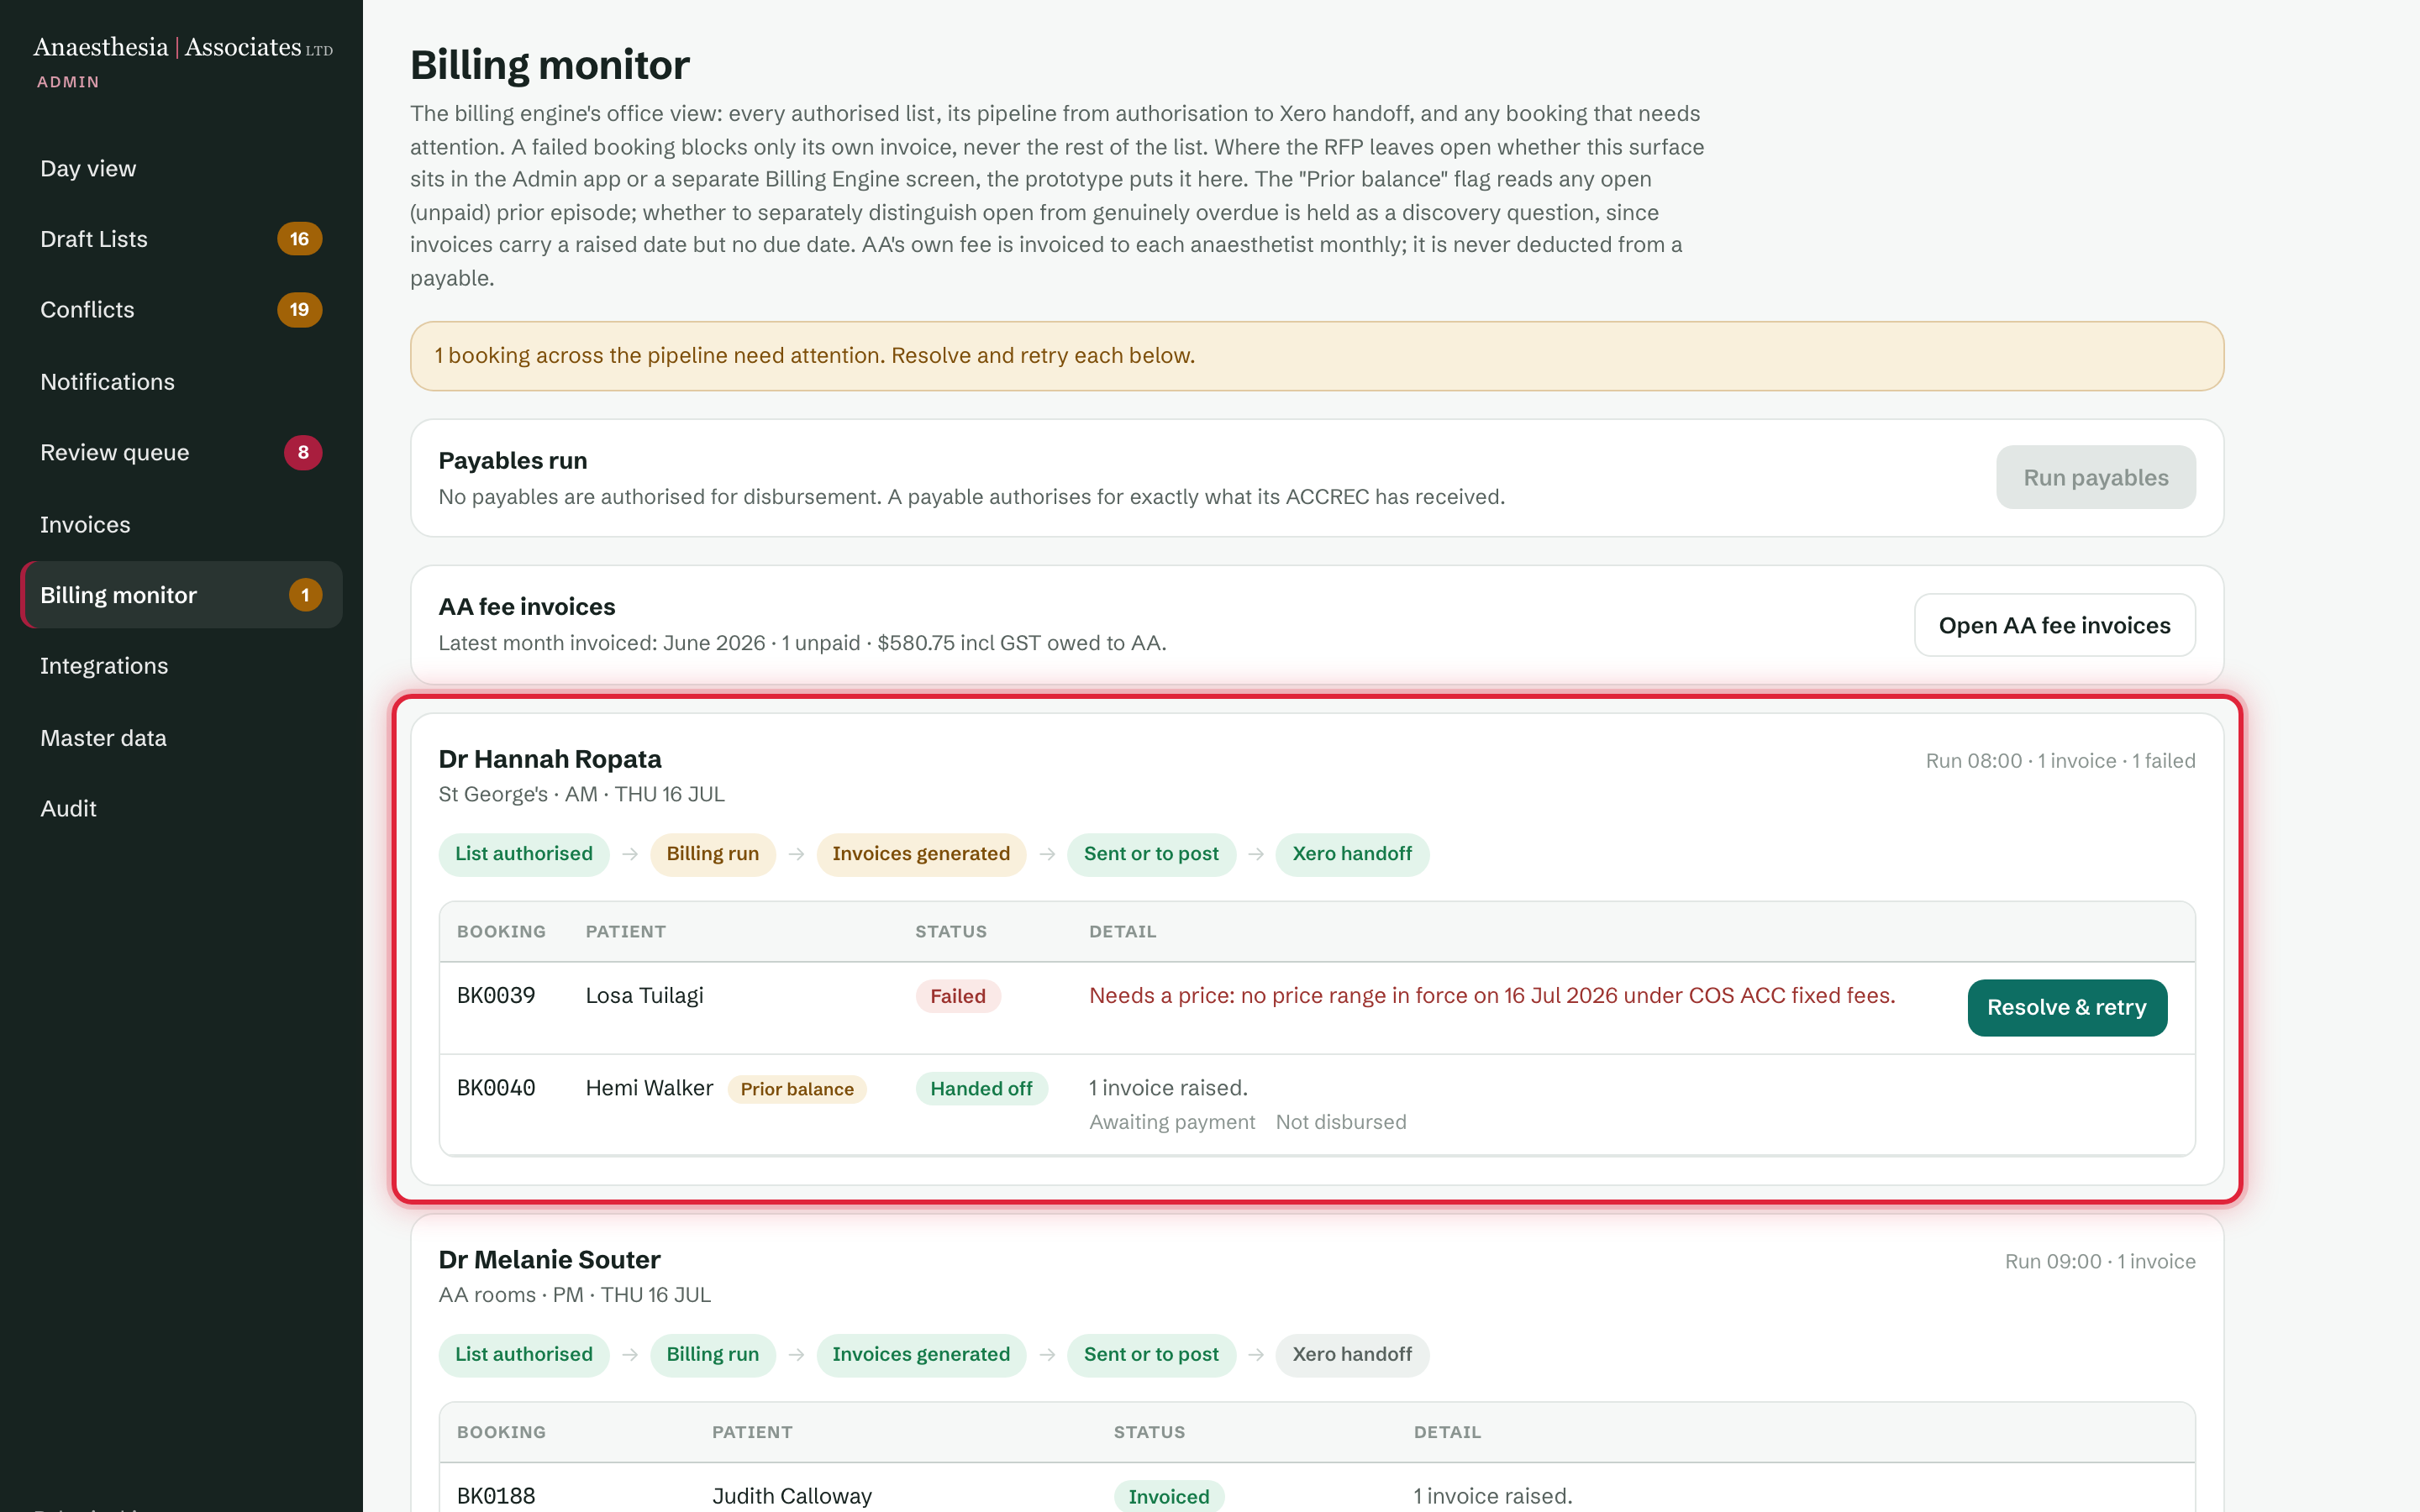 Anaesthesia | Associates LTD
ADMIN
Day view
Draft Lists 16
Conflicts 19
Notifications
Review queue 8
Invoices
Billing monitor 1
Integrations
Master data
Audit
Billing monitor
The billing engine's office view: every authorised list, its pipeline from authorisation to Xero handoff, and any booking that needs
attention. A failed booking blocks only its own invoice, never the rest of the list. Where the RFP leaves open whether this surface
sits in the Admin app or a separate Billing Engine screen, the prototype puts it here. The "Prior balance" flag reads any open
(unpaid) prior episode; whether to separately distinguish open from genuinely overdue is held as a discovery question, since
invoices carry a raised date but no due date. AA's own fee is invoiced to each anaesthetist monthly; it is never deducted from a
payable.
1 booking across the pipeline need attention. Resolve and retry each below.
Payables run
No payables are authorised for disbursement. A payable authorises for exactly what its ACCREC has received.
Run payables
AA fee invoices
Latest month invoiced: June 2026 · 1 unpaid · $580.75 incl GST owed to AA.
Open AA fee invoices
Dr Hannah Ropata
Run 08:00 · 1 invoice · 1 failed
St George's · AM · THU 16 JUL
List authorised → Billing run → Invoices generated → Sent or to post → Xero handoff
BOOKING PATIENT STATUS DETAIL
BK0039 Losa Tuilagi Failed Needs a price: no price range in force on 16 Jul 2026 under COS ACC fixed fees. Resolve & retry
BK0040 Hemi Walker Prior balance Handed off 1 invoice raised.
Awaiting payment Not disbursed
Dr Melanie Souter
Run 09:00 · 1 invoice
AA rooms · PM · THU 16 JUL
List authorised → Billing run → Invoices generated → Sent or to post → Xero handoff
BOOKING PATIENT STATUS DETAIL
BK0188 Judith Calloway Invoiced 1 invoice raised.